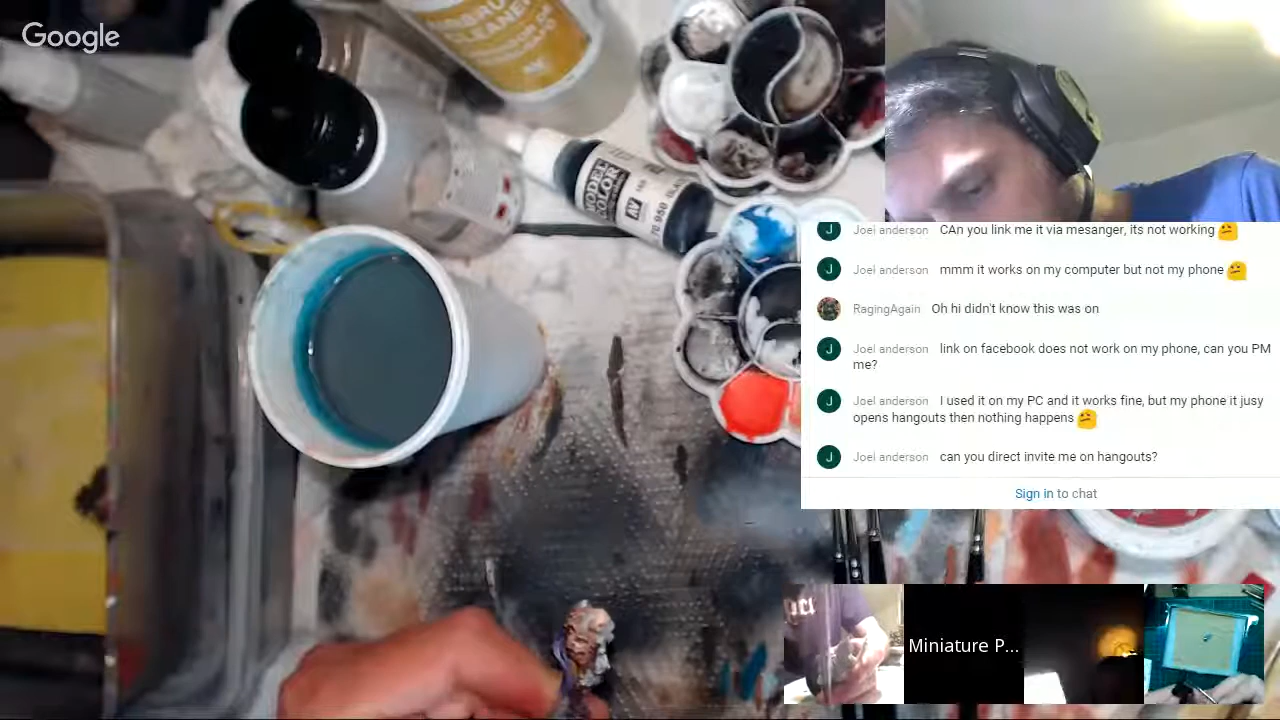 Google
CLEANER
MODEL
COLOR
AV
Joel anderson CAn you link me it via mesanger, its not working
Joel anderson mmm it works on my computer but not my phone
RagingAgain Oh hi didn't know this was on
Joel anderson link on facebook does not work on my phone, can you PM
me?
Joel anderson I used it on my PC and it works fine, but my phone it jusy
opens hangouts then nothing happens
Joel anderson can you direct invite me on hangouts?
Sign in to chat
Miniature P...
J
J
J
J
J